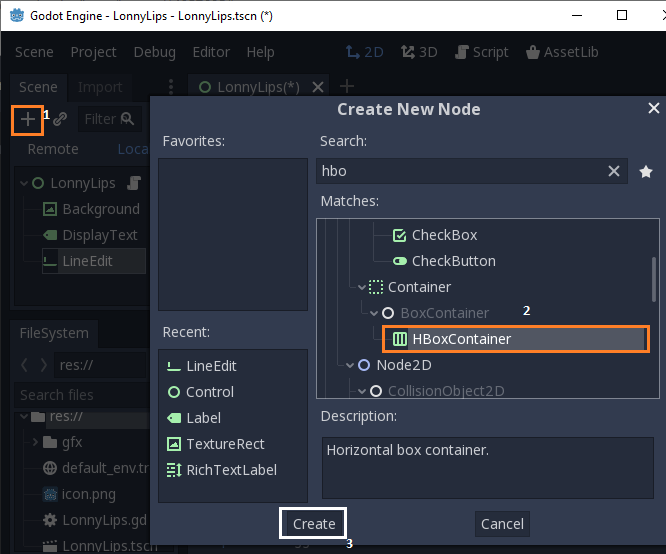 Godot Engine - LonnyLips - LonnyLips.tscn (*)
Scene Project Debug Editor Help 2D 3D Script AssetLib
Scene Import LonnyLips(*)
1 Filter
Remote Loca
LonnyLips
Background
DisplayText
LineEdit
FileSystem
res://
Search files
res://
gfx
default_env.tr
icon.png
LonnyLips.gd
LonnyLips.tscn
Create New Node
Favorites:
Recent:
LineEdit
Control
Label
TextureRect
RichTextLabel
Search:
hbo
Matches:
CheckBox
CheckButton
Container
BoxContainer
2
HBoxContainer
Node2D
CollisionObject2D
Description:
Horizontal box container.
Create
Cancel
3